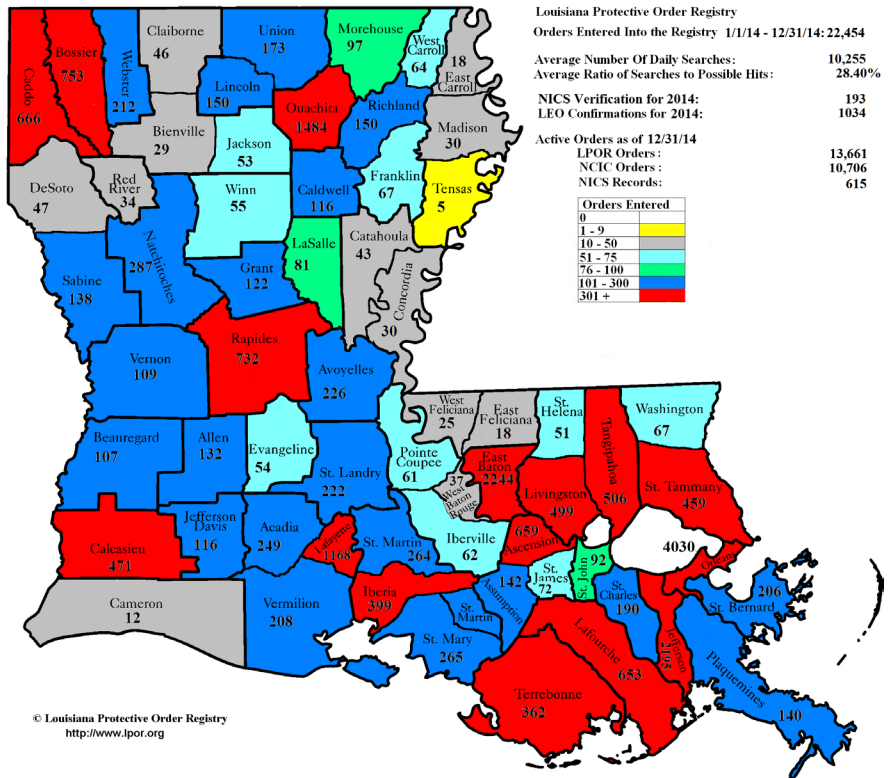 Louisiana Protective Order Registry
Orders Entered Into the Registry 1/1/14 - 12/31/14: 22,454
Average Number Of Daily Searches: 10,255
Average Ratio of Searches to Possible Hits: 28.40%
NICS Verification for 2014: 193
LEO Confirmations for 2014: 1034
Active Orders as of 12/31/14
LPOR Orders: 13,661
NCIC Orders: 10,706
NICS Records: 615
Orders Entered
0
1 - 9
10 - 50
51 - 75
76 - 100
101 - 300
301 +
Caddo
666
Bossier
753
Webster
212
Claiborne
46
Union
173
Morehouse
97
West
Carroll
64
18
East
Carroll
Lincoln
150
Ouachita
1484
Richland
150
Madison
30
Bienville
29
Jackson
53
DeSoto
47
Red
River
34
Winn
55
Caldwell
116
Franklin
67
Tensas
5
Natchitoches
287
LaSalle
81
Catahoula
43
Concordia
30
Sabine
138
Grant
122
Vernon
109
Rapides
732
Avoyelles
226
West
Feliciana
25
East
Feliciana
18
St.
Helena
51
Tangipahoa
506
Washington
67
Beauregard
107
Allen
132
Evangeline
54
St. Landry
222
Pointe
Coupee
61
37
West
Baton
Rouge
East
Baton
2244
Livingston
499
St. Tammany
459
Calcasieu
471
Jefferson
Davis
116
Acadia
249
Lafayette
1168
St. Martin
264
Iberville
62
659
Ascension
4030
Orleans
Cameron
12
Vermilion
208
Iberia
399
St.
Martin
St. Mary
265
Assumption
142
St.
James
72
St. John
92
St.
Charles
190
Jefferson
2195
206
St. Bernard
Lafourche
653
Terrebonne
362
Plaquemines
140
© Louisiana Protective Order Registry
http://www.lpor.org